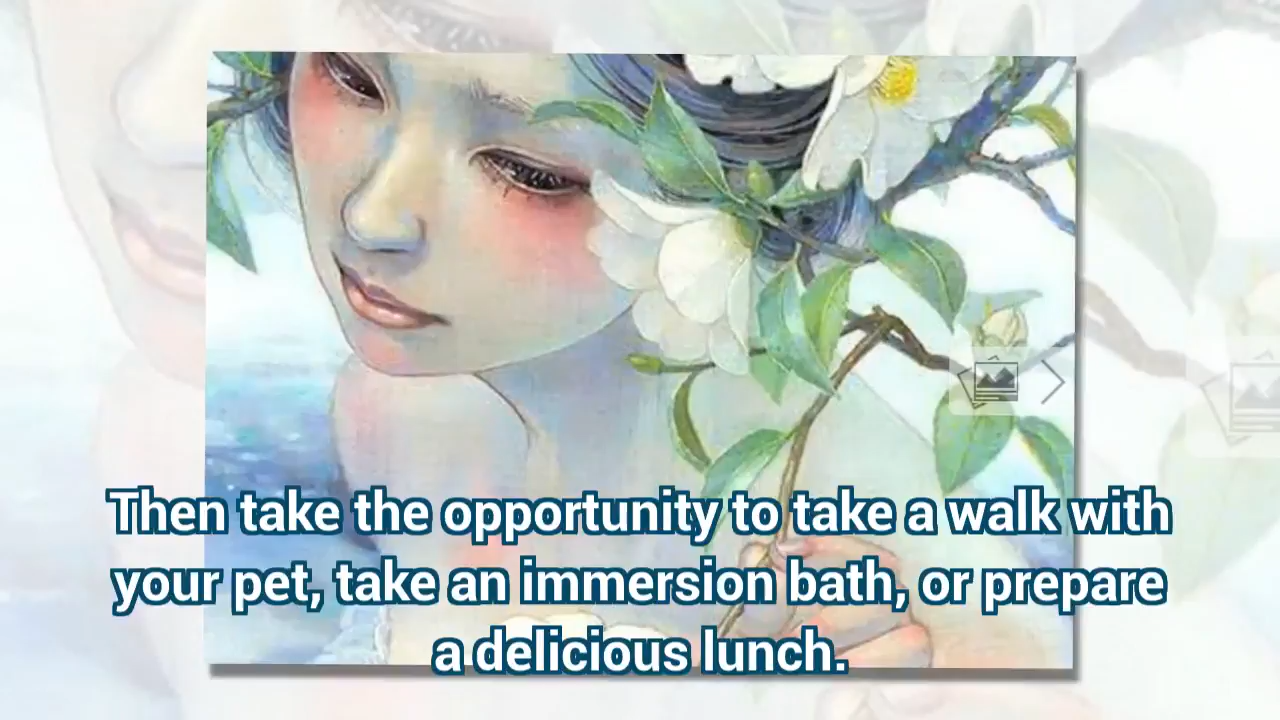 Then take the opportunity to take a walk with
your pet, take an immersion bath, or prepare
a delicious lunch.